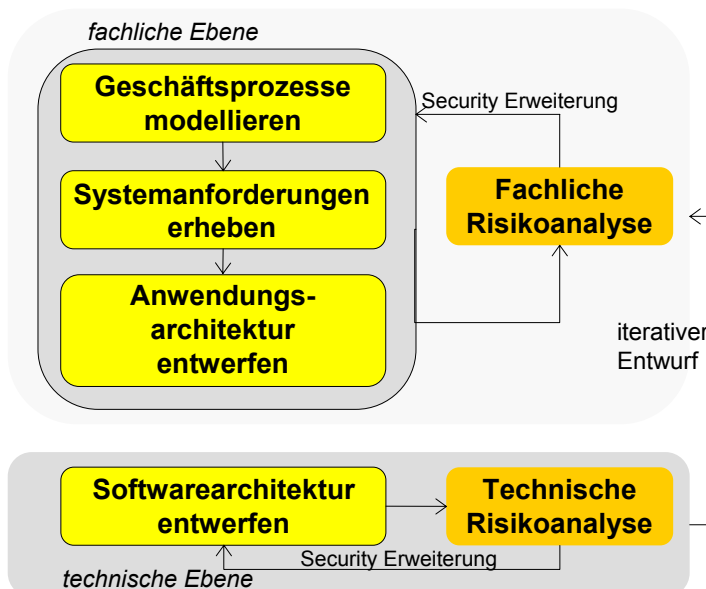 fachliche Ebene
Geschäftsprozesse
modellieren
Security Erweiterung
Systemanforderungen
erheben
Fachliche
Risikoanalyse
Anwendungs-
architektur
entwerfen
iterativer
Entwurf
Softwarearchitektur
entwerfen
Technische
Risikoanalyse
Security Erweiterung
technische Ebene